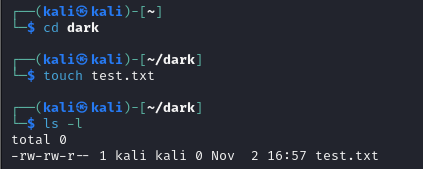 ┌──(kali㉿kali)-[~]
└─$ cd dark
┌──(kali㉿kali)-[~/dark]
└─$ touch test.txt
┌──(kali㉿kali)-[~/dark]
└─$ ls -l
total 0
-rw-rw-r-- 1 kali kali 0 Nov  2 16:57 test.txt